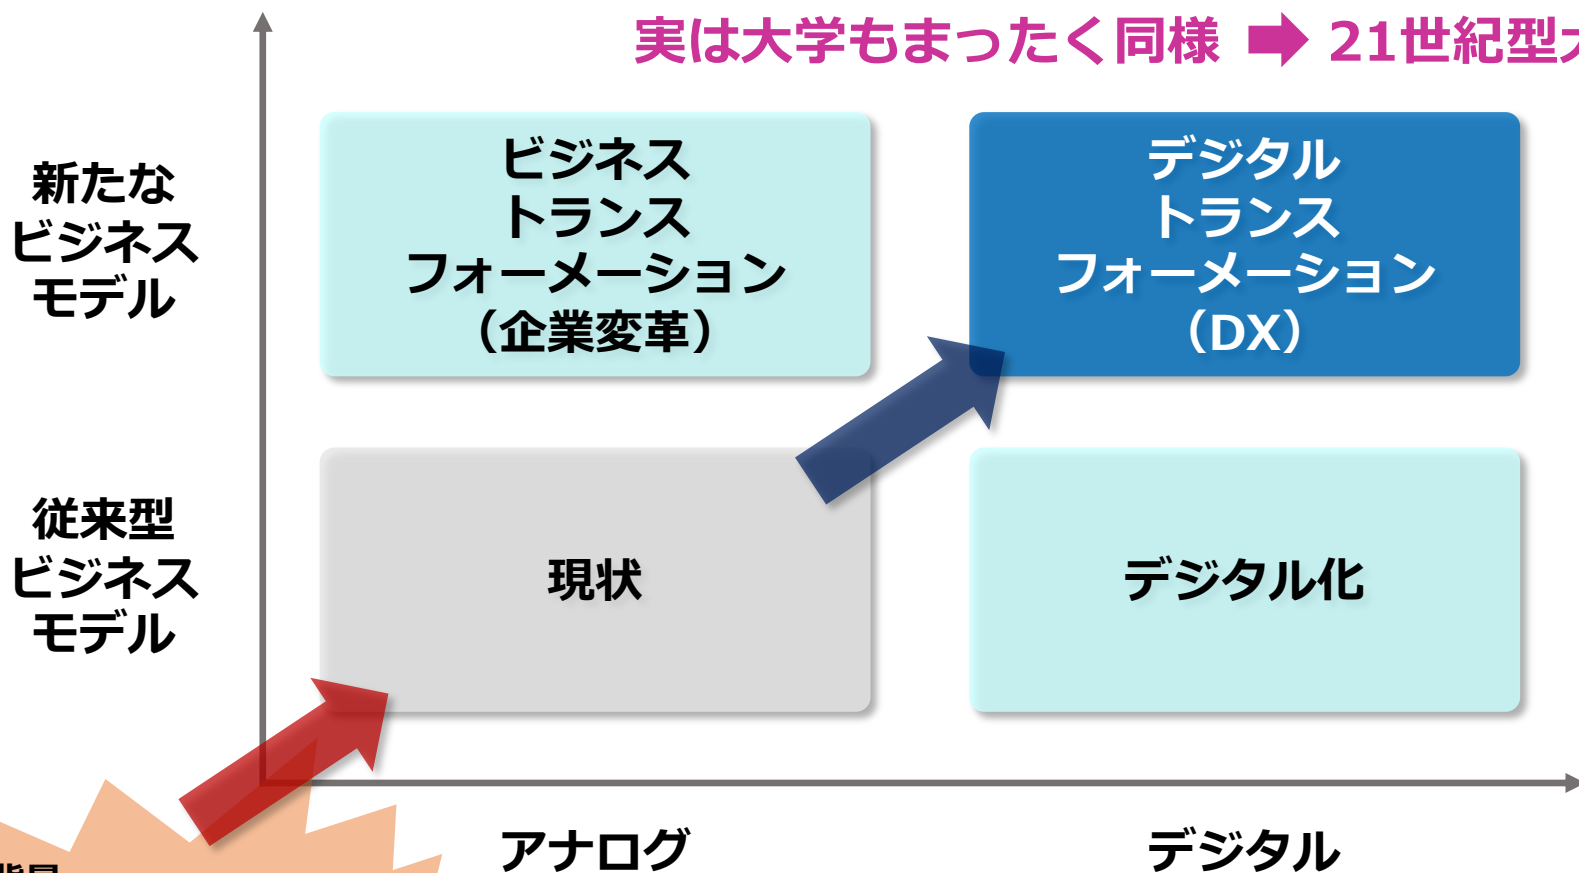 実は大学もまったく同様 ➡ 21世紀型
新たな
ビジネス
モデル
ビジネス
トランス
フォーメーション
（企業変革）
デジタル
トランス
フォーメーション
（DX）
従来型
ビジネス
モデル
現状
デジタル化
アナログ
デジタル